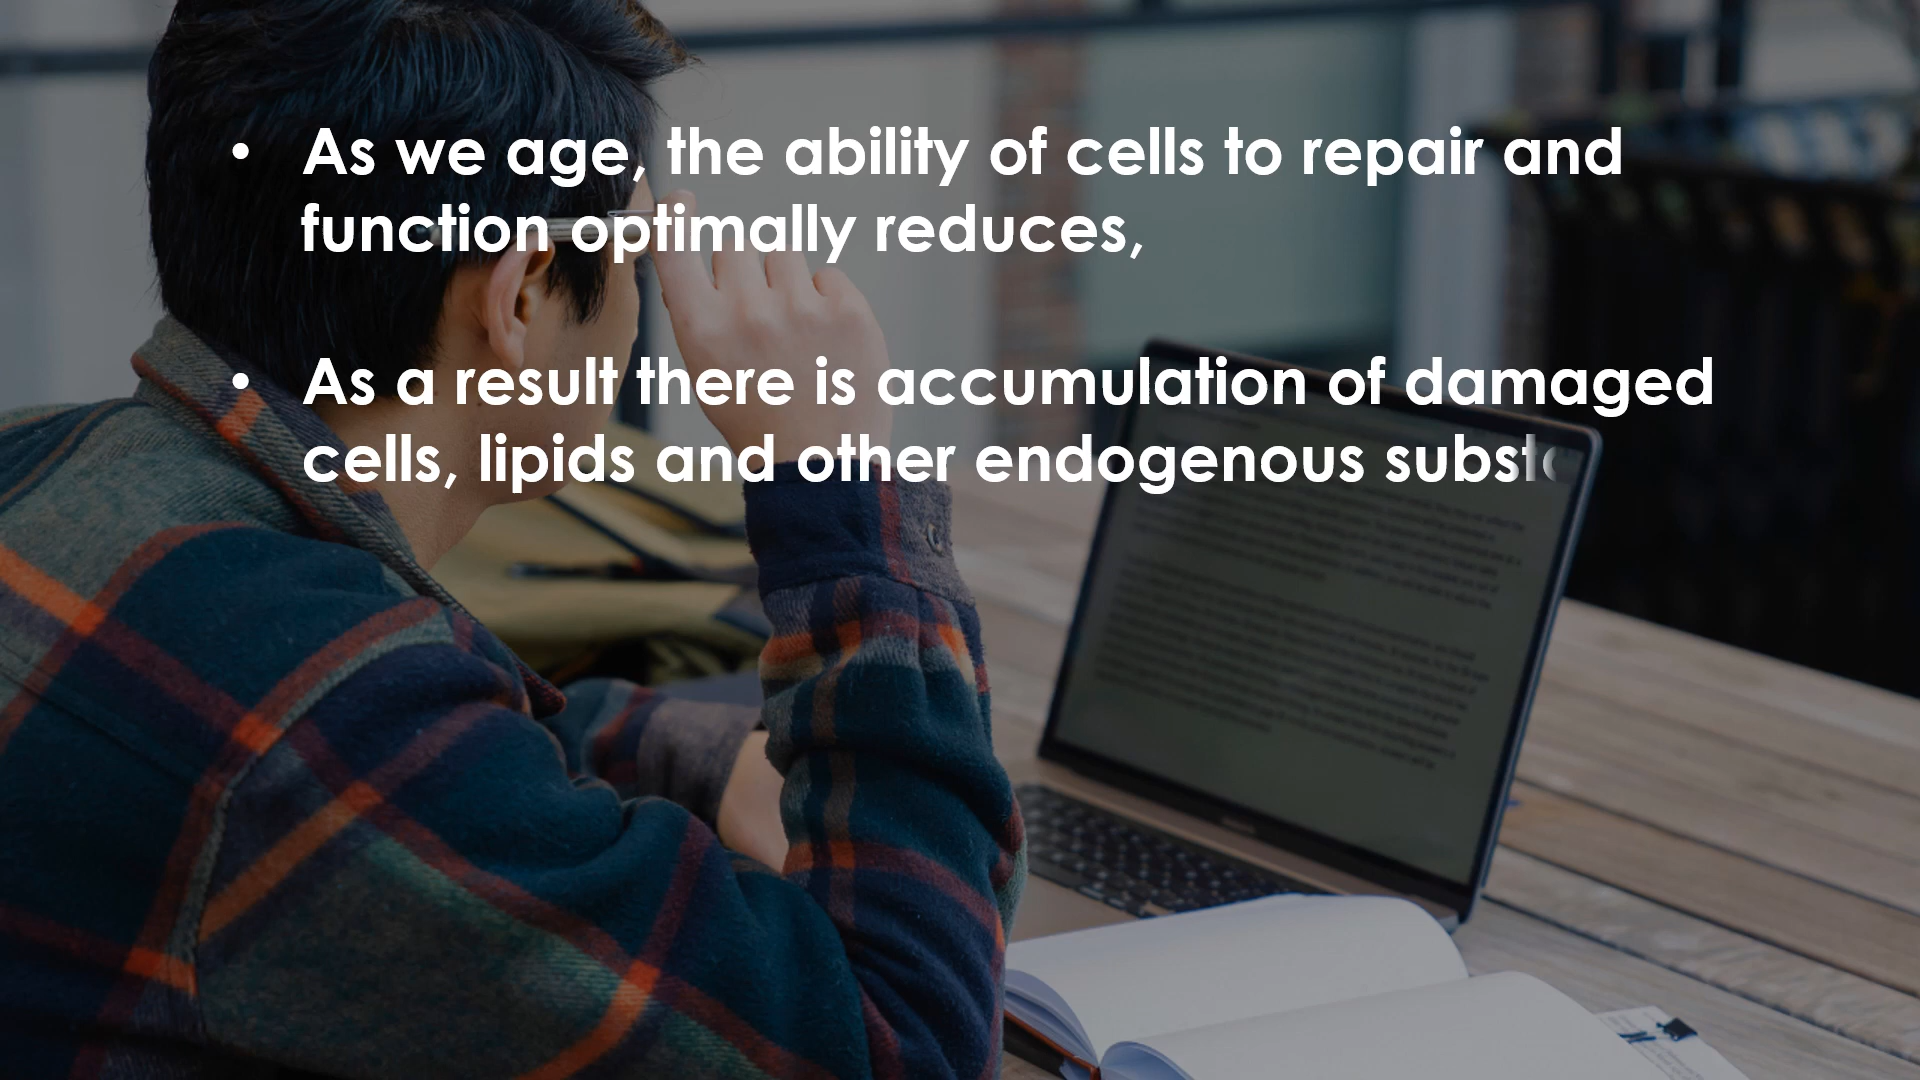 • As we age, the ability of cells to repair and
function optimally reduces,
• As a result there is accumulation of damaged
cells, lipids and other endogenous